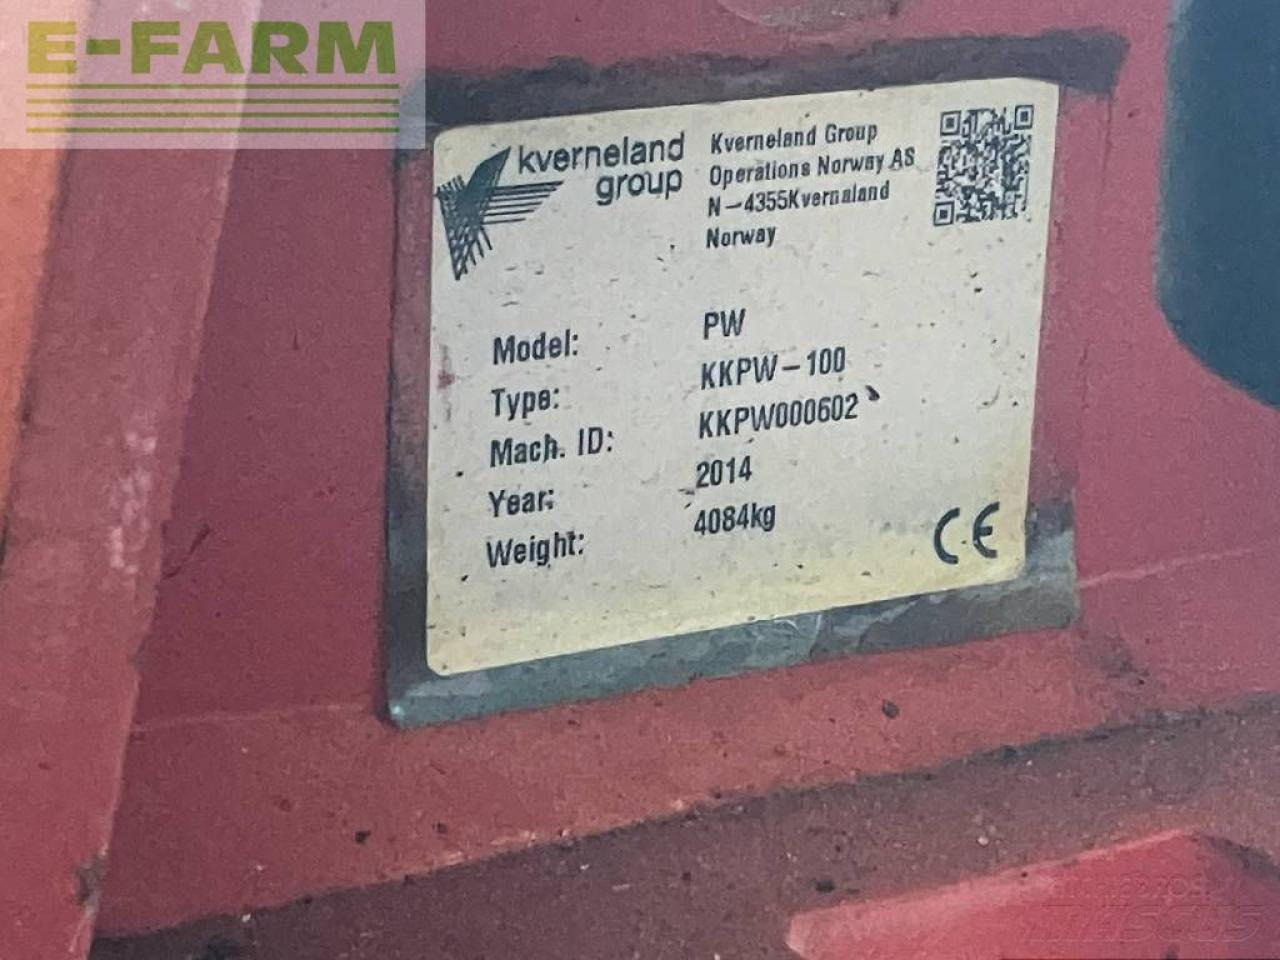 E-FARM
kverneland
group
Kverneland Group
Operations Norway AS
N-4355Kvernaland
Norway
Model: PW
Type: KKPW-100
Mach. ID: KKPW000602
Year: 2014
Weight: 4084kg
CE
MASCUS